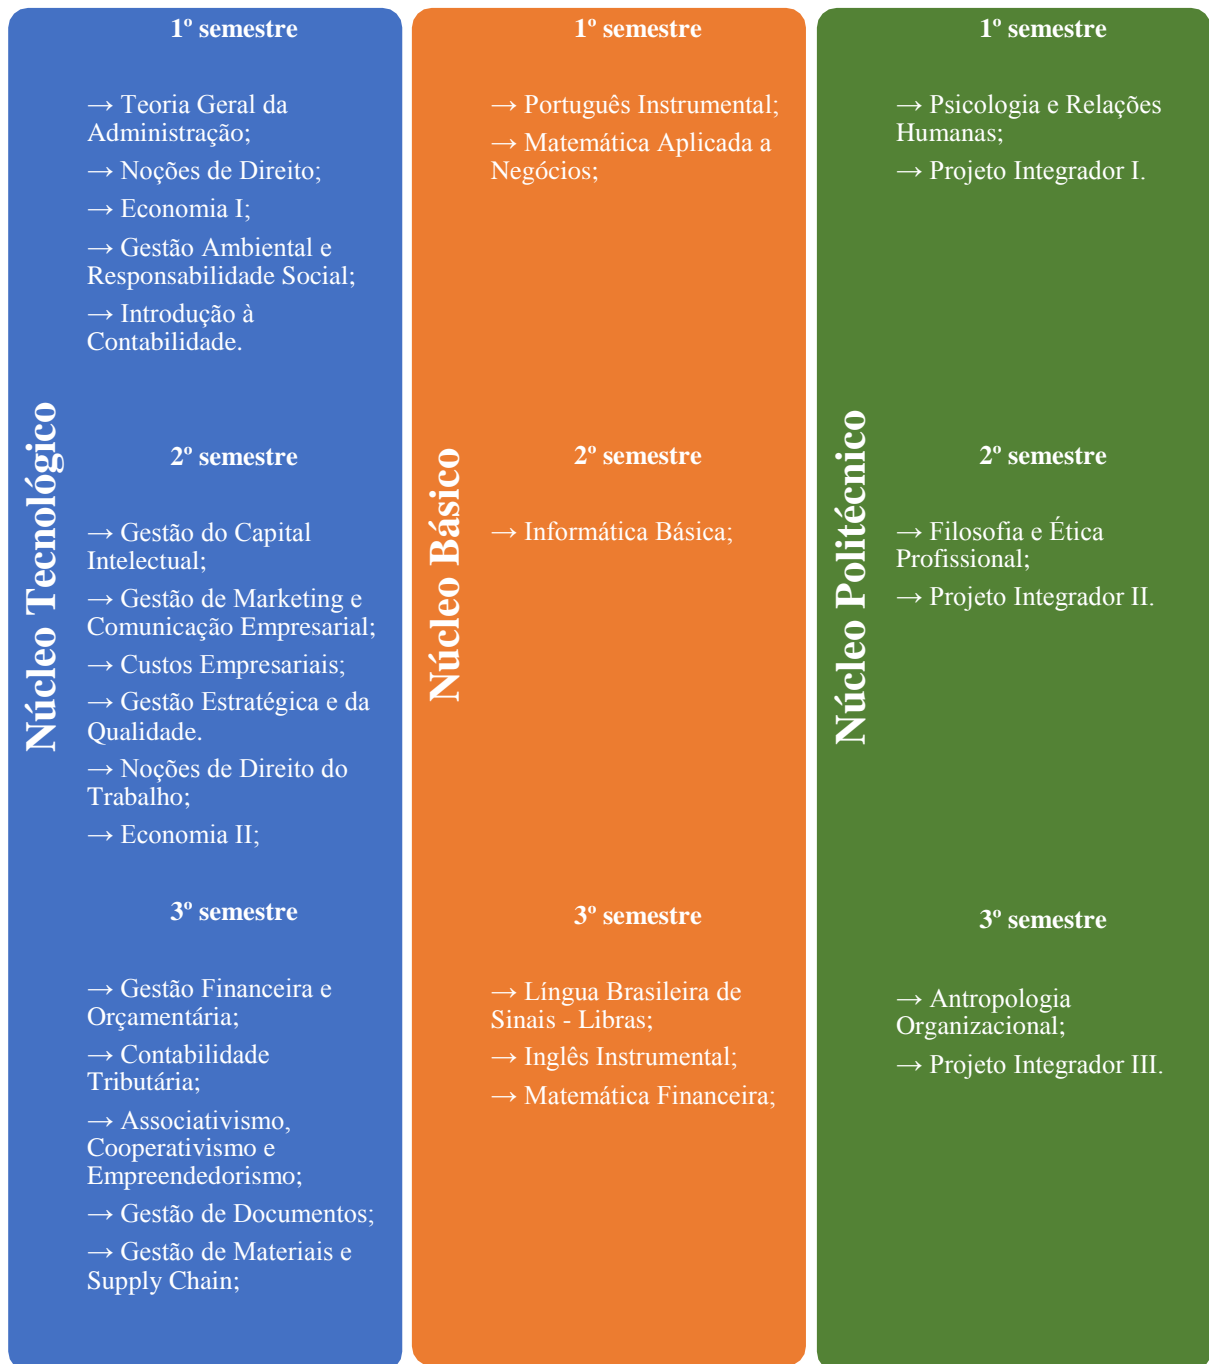 Núcleo Tecnológico
1º semestre
→ Teoria Geral da
Administração;
→ Noções de Direito;
→ Economia I;
→ Gestão Ambiental e
Responsabilidade Social;
→ Introdução à
Contabilidade.
2º semestre
→ Gestão do Capital
Intelectual;
→ Gestão de Marketing e
Comunicação Empresarial;
→ Custos Empresariais;
→ Gestão Estratégica e da
Qualidade.
→ Noções de Direito do
Trabalho;
→ Economia II;
3º semestre
→ Gestão Financeira e
Orçamentária;
→ Contabilidade
Tributária;
→ Associativismo,
Cooperativismo e
Empreendedorismo;
→ Gestão de Documentos;
→ Gestão de Materiais e
Supply Chain;
Núcleo Básico
1º semestre
→ Português Instrumental;
→ Matemática Aplicada a
Negócios;
2º semestre
→ Informática Básica;
3º semestre
→ Língua Brasileira de
Sinais - Libras;
→ Inglês Instrumental;
→ Matemática Financeira;
Núcleo Politécnico
1º semestre
→ Psicologia e Relações
Humanas;
→ Projeto Integrador I.
2º semestre
→ Filosofia e Ética
Profissional;
→ Projeto Integrador II.
3º semestre
→ Antropologia
Organizacional;
→ Projeto Integrador III.